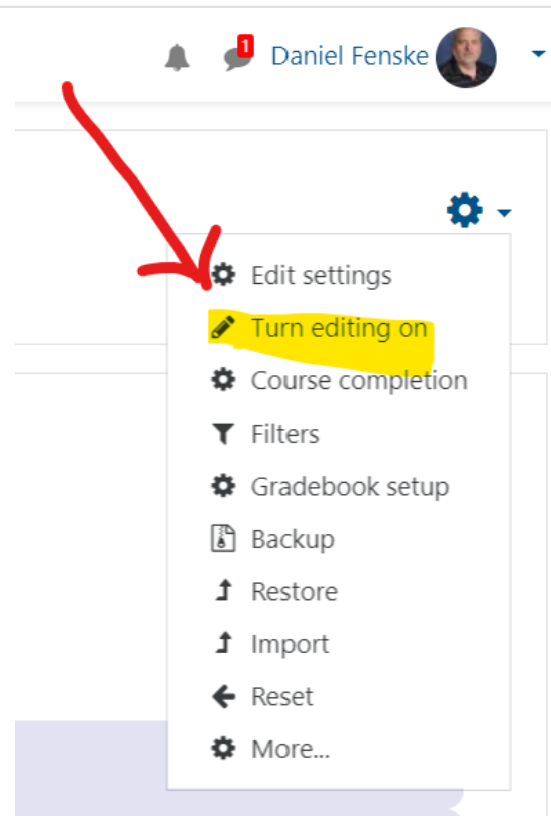 1
Daniel Fenske
Edit settings
Turn editing on
Course completion
Filters
Gradebook setup
Backup
Restore
Import
Reset
More...